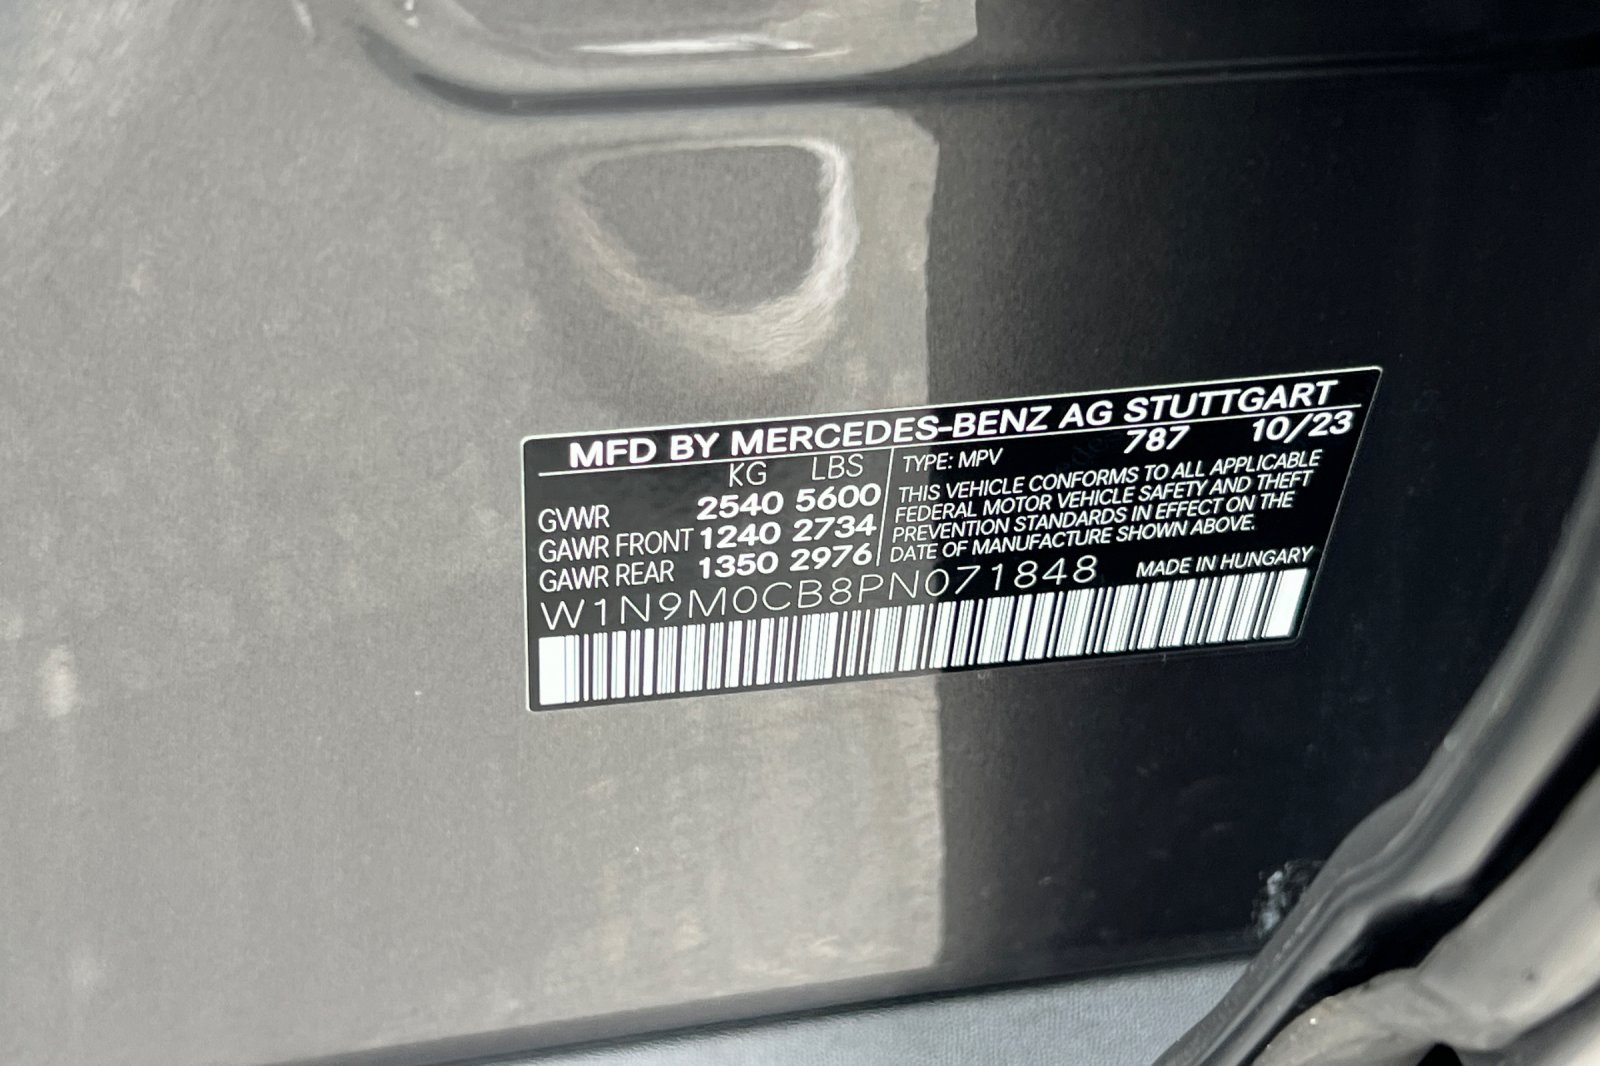 MFD BY MERCEDES-BENZ AG STUTTGART
KG LBS
GVWR 2540 5600
GAWR FRONT 1240 2734
GAWR REAR 1350 2976
787 10/23
TYPE: MPV
THIS VEHICLE CONFORMS TO ALL APPLICABLE
FEDERAL MOTOR VEHICLE SAFETY AND THEFT
PREVENTION STANDARDS IN EFFECT ON THE
DATE OF MANUFACTURE SHOWN ABOVE.
W1N9M0CB8PN071848
MADE IN HUNGARY